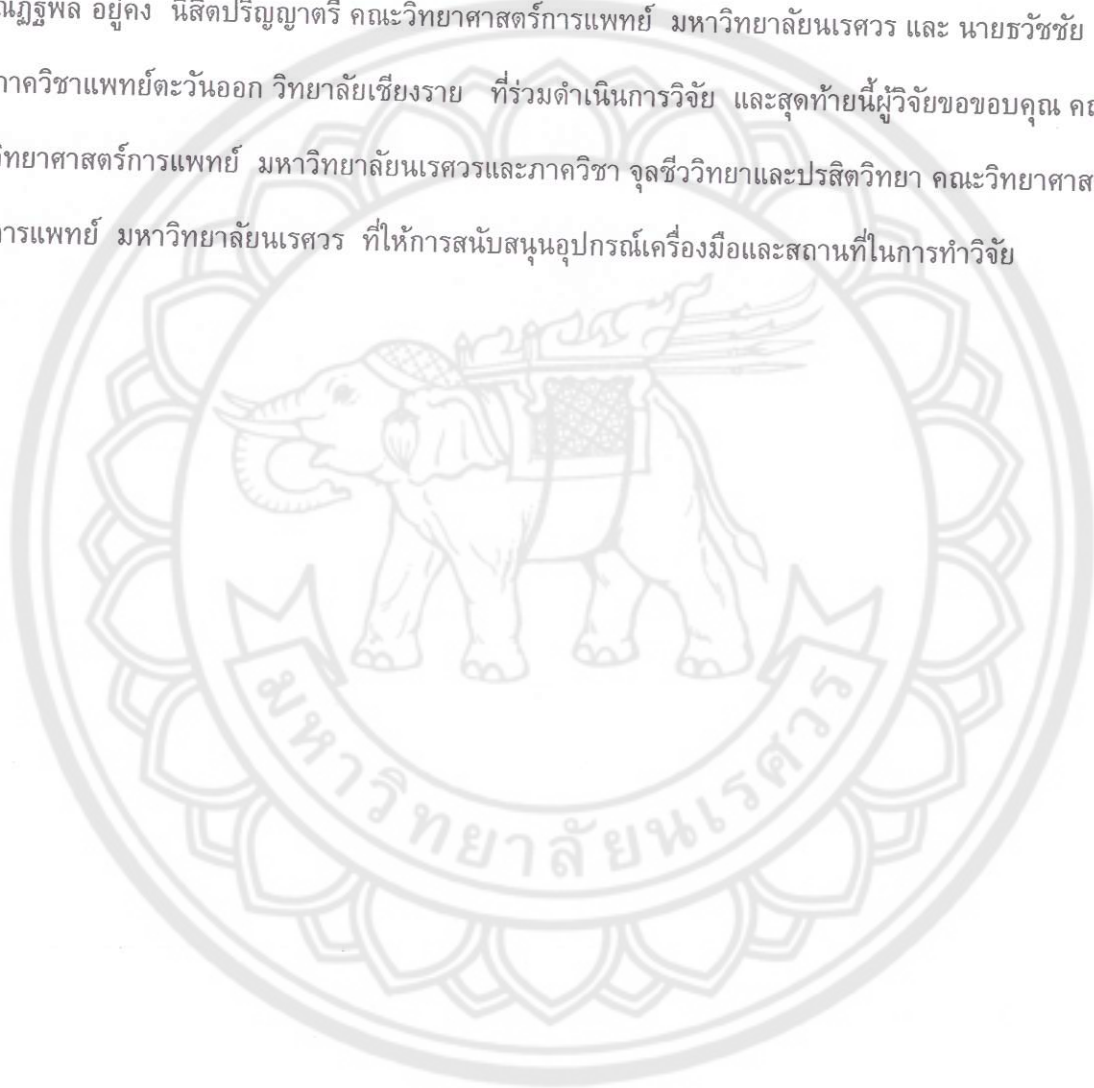 ณัฏฐพล อยู่คง นิสิตปริญญาตรี คณะวิทยาศาสตร์การแพทย์ มหาวิทยาลัยนเรศวร และ นายธวัชชัย
ภาควิชาแพทย์ตะวันออก วิทยาลัยเชียงราย ที่ร่วมดำเนินการวิจัย และสุดท้ายนี้ผู้วิจัยขอขอบคุณ
วิทยาศาสตร์การแพทย์ มหาวิทยาลัยนเรศวรและภาควิชา จุลชีววิทยาและปรสิตวิทยา
การแพทย์ มหาวิทยาลัยนเรศวร ที่ให้การสนับสนุนอุปกรณ์เครื่องมือและสถานที่ในการทำวิจัย
มหาวิทยาลัยนเรศวร